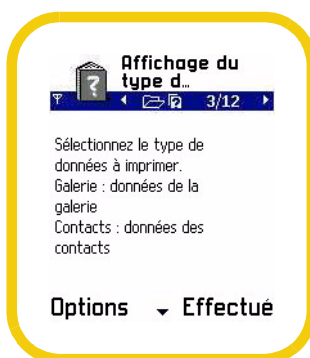 Affichage du
type d...
3/12
Sélectionnez le type de
données à imprimer.
Galerie : données de la
galerie
Contacts : données des
contacts
Options Effectué